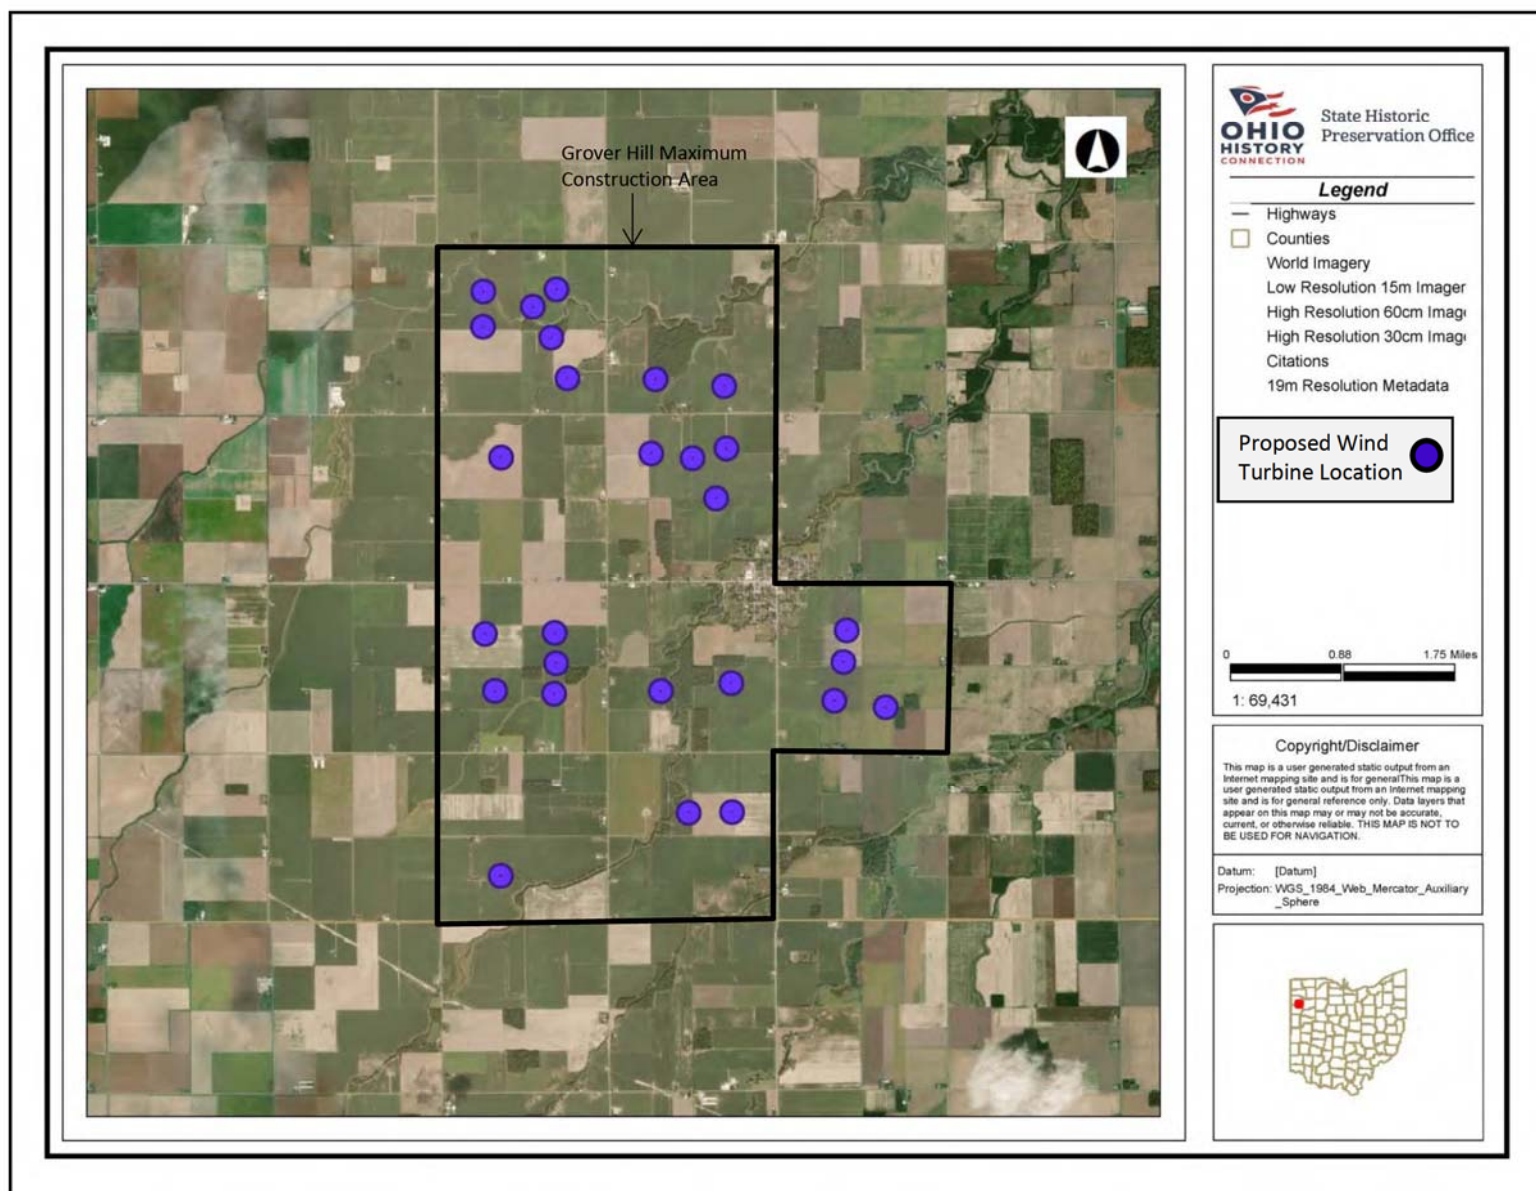 Grover Hill Maximum
Construction Area
OHIO
HISTORY
CONNECTION
State Historic
Preservation Office
Legend
Highways
Counties
World Imagery
Low Resolution 15m Imager
High Resolution 60cm Imag
High Resolution 30cm Imag
Citations
19m Resolution Metadata
Proposed Wind
Turbine Location
0 0.88 1.75 Miles
1: 69,431
Copyright/Disclaimer
This map is a user generated static output from an
Internet mapping site and is for generalThis map is a
user generated static output from an Internet mapping
site and is for general reference only. Data layers that
appear on this map may or may not be accurate,
current, or otherwise reliable. THIS MAP IS NOT TO
BE USED FOR NAVIGATION.
Datum: [Datum]
Projection: WGS_1984_Web_Mercator_Auxiliary
_Sphere